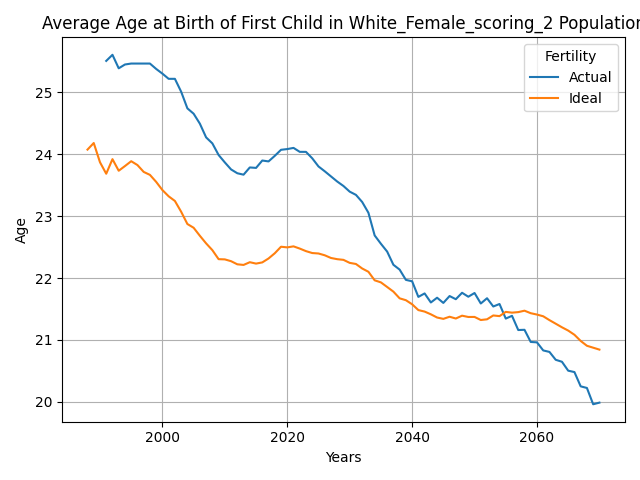 Average Age at Birth of First Child in White_Female_scoring_2 Population
Fertility
Actual
Ideal
Age
25
24
23
22
21
20
2000
2020
2040
2060
Years